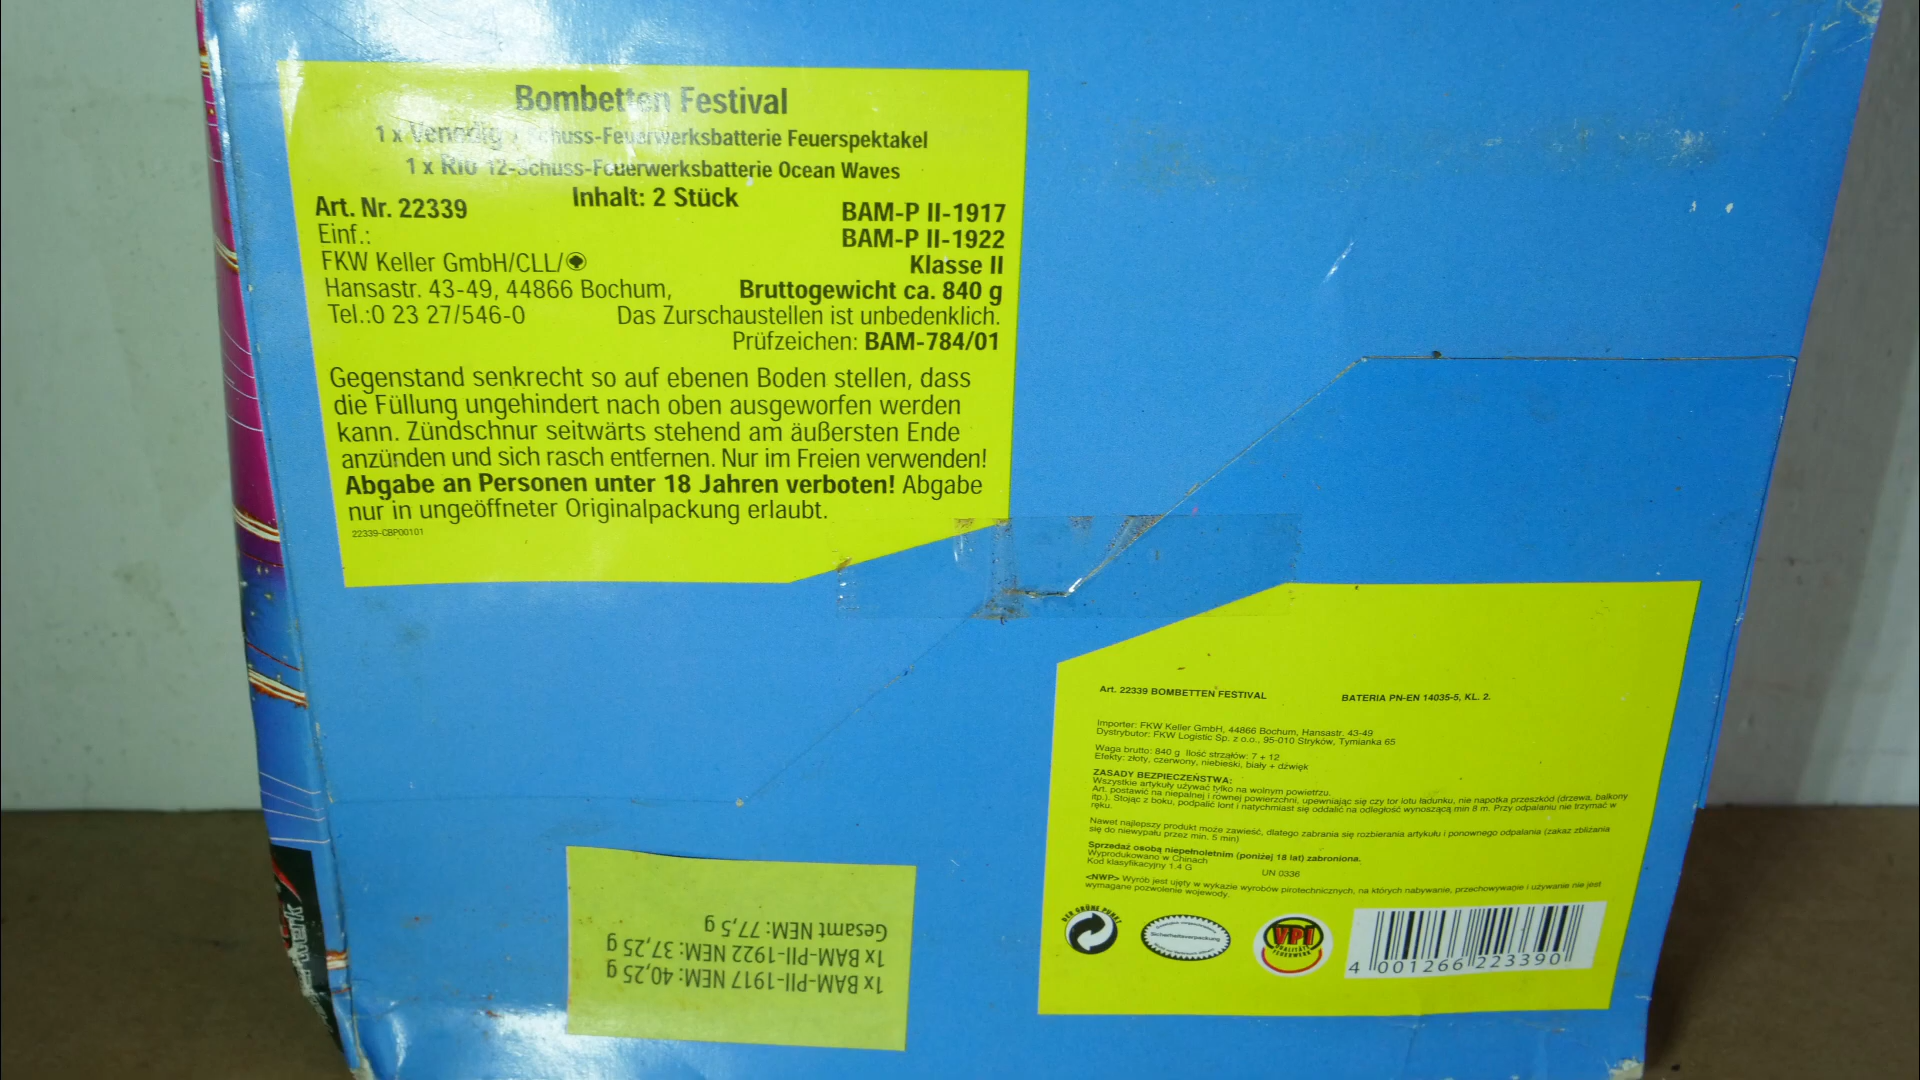 Bombetten Festival
1 x Venedig Schuss-Feuerwerksbatterie Feuerspektakel
1 x Rio 12-Schuss-Feuerwerksbatterie Ocean Waves
Inhalt: 2 Stück
Art. Nr. 22339
Einf.:
FKW Keller GmbH/CLL/
Hansastr. 43-49, 44866 Bochum,
Tel.:0 23 27/546-0
BAM-P II-1917
BAM-P II-1922
Klasse II
Bruttogewicht ca. 840 g
Das Zurschaustellen ist unbedenklich.
Prüfzeichen: BAM-784/01
Gegenstand senkrecht so auf ebenen Boden stellen, dass
die Füllung ungehindert nach oben ausgeworfen werden
kann. Zündschnur seitwärts stehend am äußersten Ende
anzünden und sich rasch entfernen. Nur im Freien verwenden!
Abgabe an Personen unter 18 Jahren verboten! Abgabe
nur in ungeöffneter Originalpackung erlaubt.
22339-CBP00101
Art. 22339 BOMBETTEN FESTIVAL
BATERIA PN-EN 14035-5, KL. 2.
Importer: FKW Keller GmbH, 44866 Bochum, Hansastr. 43-49
Dystrybutor: FKW Logistic Sp. z o.o., 95-010 Stryków, Tymianka 65
Waga brutto: 840 g Ilość strzałów: 7 + 12
Efekty: złoty, czerwony, niebieski, biały + dźwięk
ZASADY BEZPIECZEŃSTWA:
Wszystkie artykuły używać tylko na wolnym powietrzu.
Art. postawić na niepalnej i równej powierzchni, upewniając się czy tor lotu ładunku, nie napotka przeszkód (drzewa, balkony
itp.). Stojąc z boku, podpalić lont i natychmiast się oddalić na odległość wynoszącą min 8 m. Przy odpalaniu nie trzymać w
ręku.
Nawet najlepszy produkt może zawieść, dlatego zabrania się rozbierania artykułu i ponownego odpalania (zakaz zbliżania
się do niewypału przez min. 5 min)
Sprzedaż osobą niepełnoletnim (poniżej 18 lat) zabroniona.
Wyprodukowano w Chinach
Kod klasyfikacyjny 1.4 G
UN 0336
<NWP> Wyrób jest ujęty w wykazie wyrobów pirotechnicznych, na których nabywanie, przechowywanie i używanie nie jest
wymagane pozwolenie wojewody.
DER GRÜNE PUNKT
Sicherheitsverpackung
VPI
QUALITÄTS
FEUERWERK
4 001266 223390
1x BAM-PII-1917 NEM: 40,25 g
1x BAM-PII-1922 NEM: 37,25 g
Gesamt NEM: 77,5 g